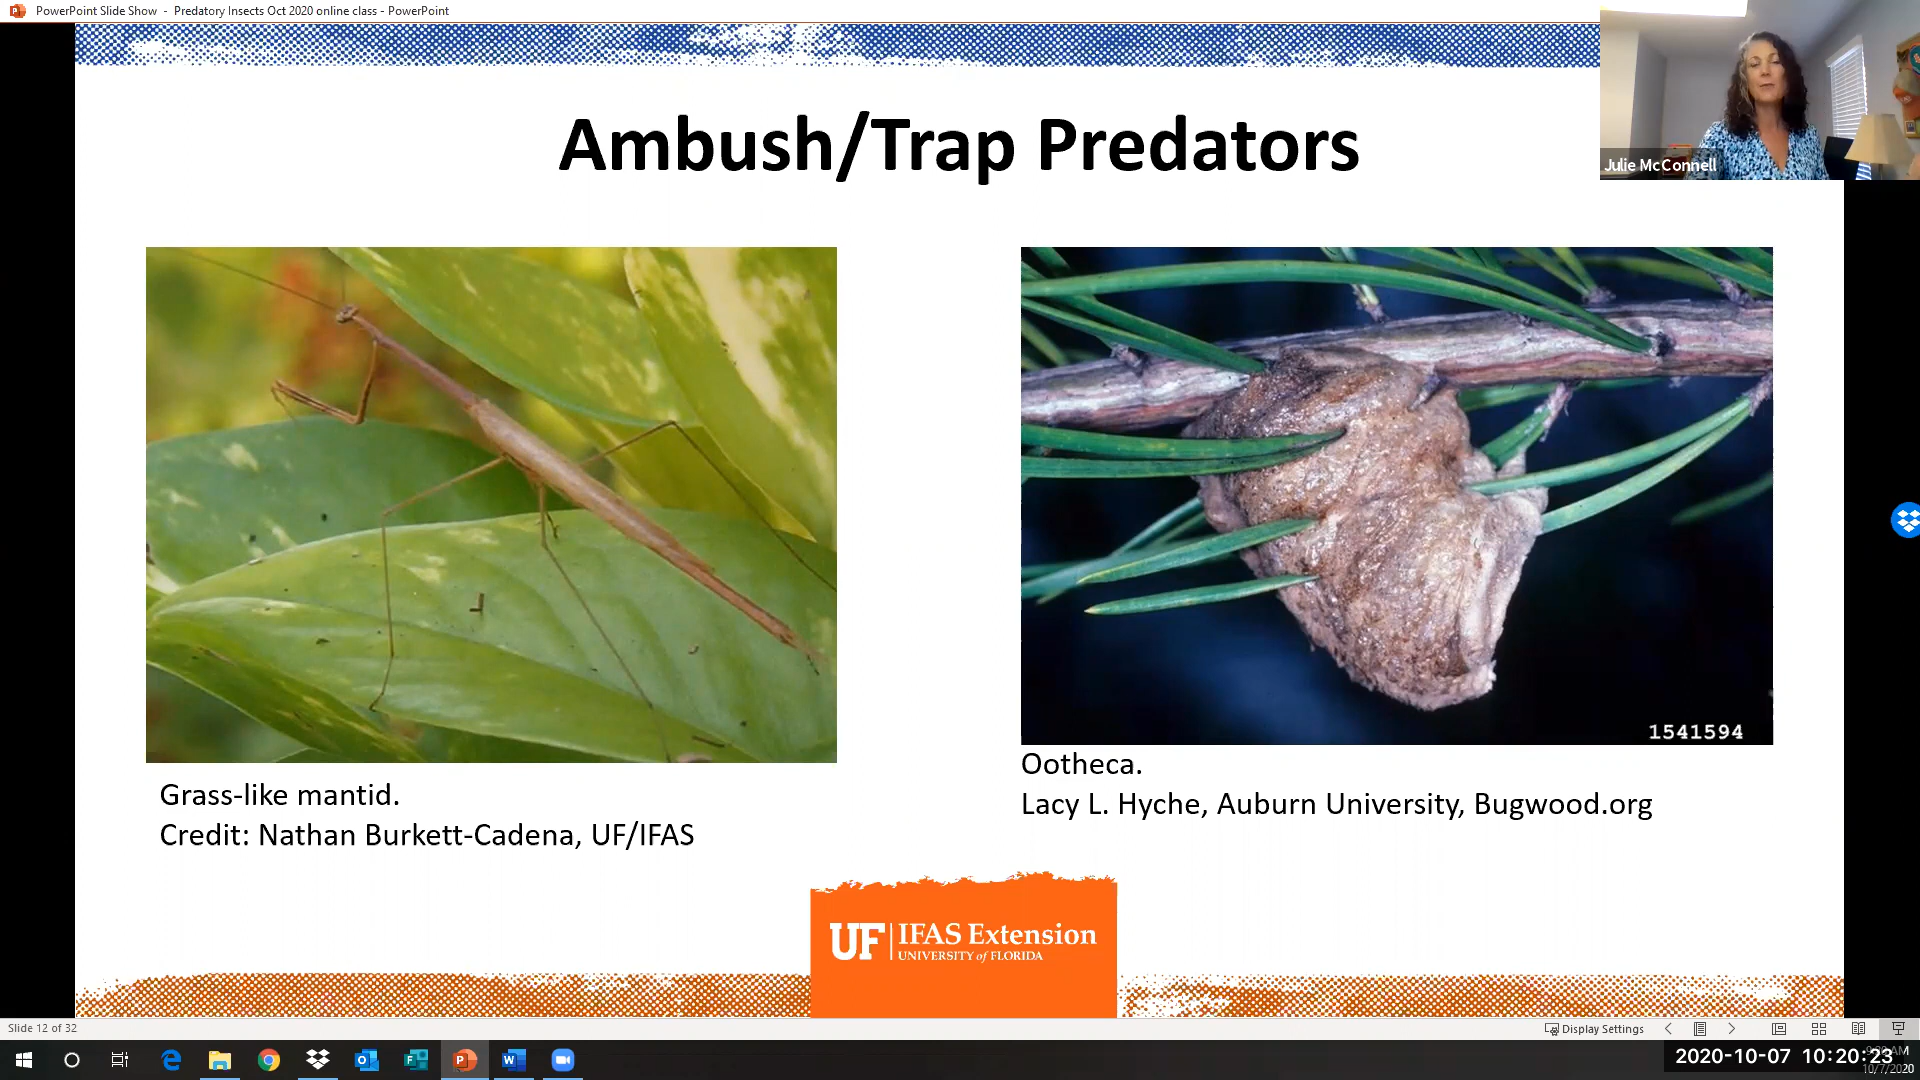 PowerPoint Slide Show - Predatory Insects Oct 2020 online class - PowerPoint
Julie McConnell
Ambush/Trap Predators
1541594
Grass-like mantid.
Credit: Nathan Burkett-Cadena, UF/IFAS
Ootheca.
Lacy L. Hyche, Auburn University, Bugwood.org
UF IFAS Extension
UNIVERSITY of FLORIDA
Slide 12 of 32
Display Settings
2020-10-07 10:20:23
10/7/2020